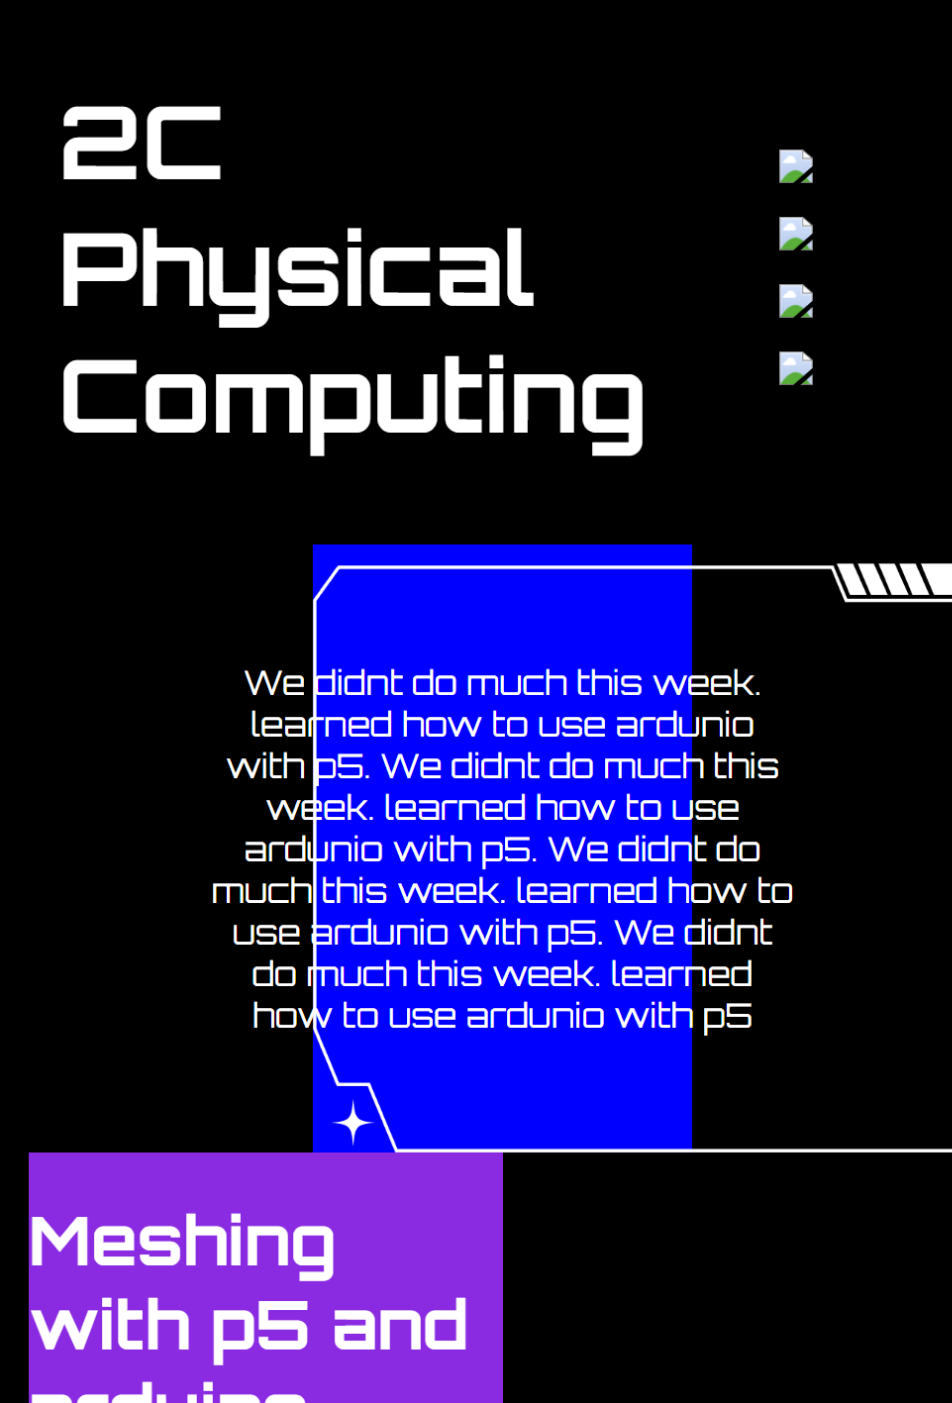 2C
Physical
Computing
We didnt do much this week.
learned how to use ardunio
with p5. We didnt do much this
week. learned how to use
ardunio with p5. We didnt do
much this week. learned how to
use ardunio with p5. We didnt
do much this week. learned
how to use ardunio with p5
Meshing
with p5 and
arduino